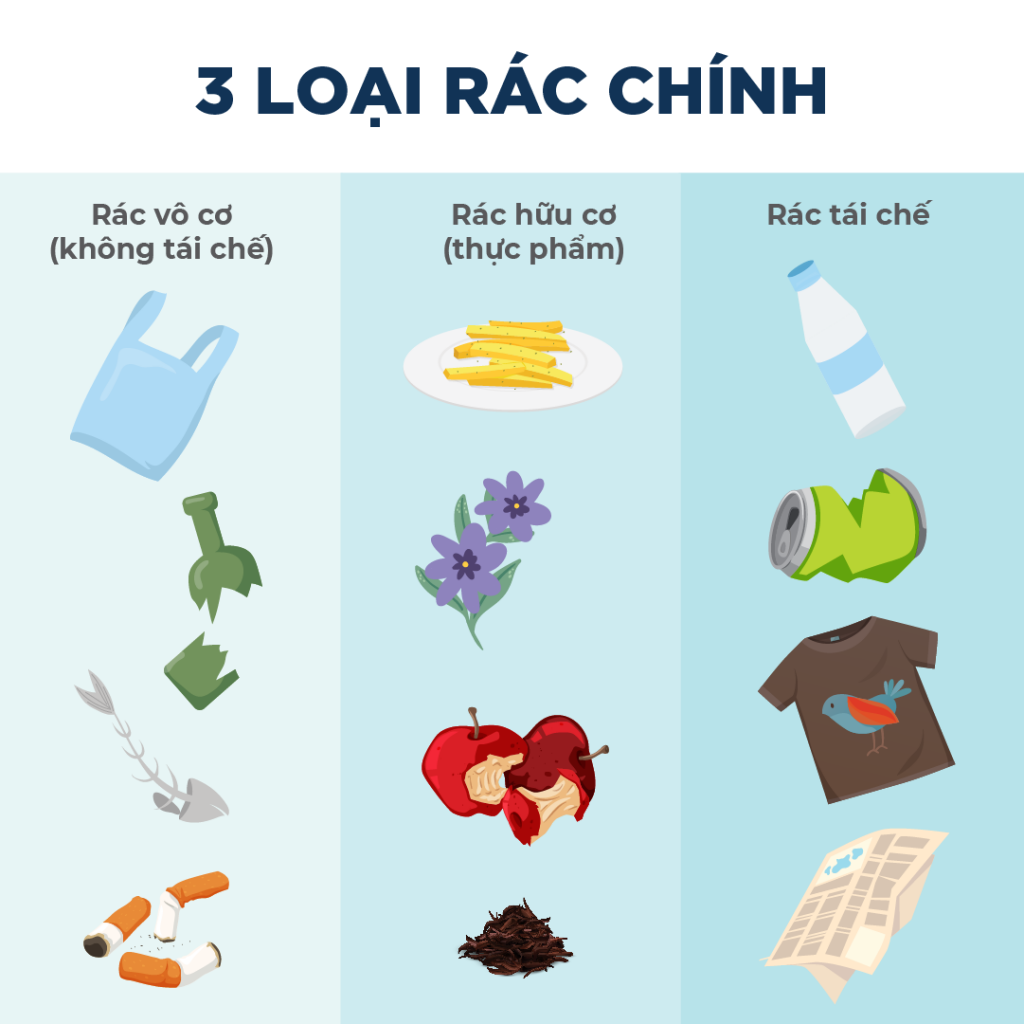 3 LOẠI RÁC CHÍNH
Rác vô cơ
(không tái chế)
Rác hữu cơ
(thực phẩm)
Rác tái chế